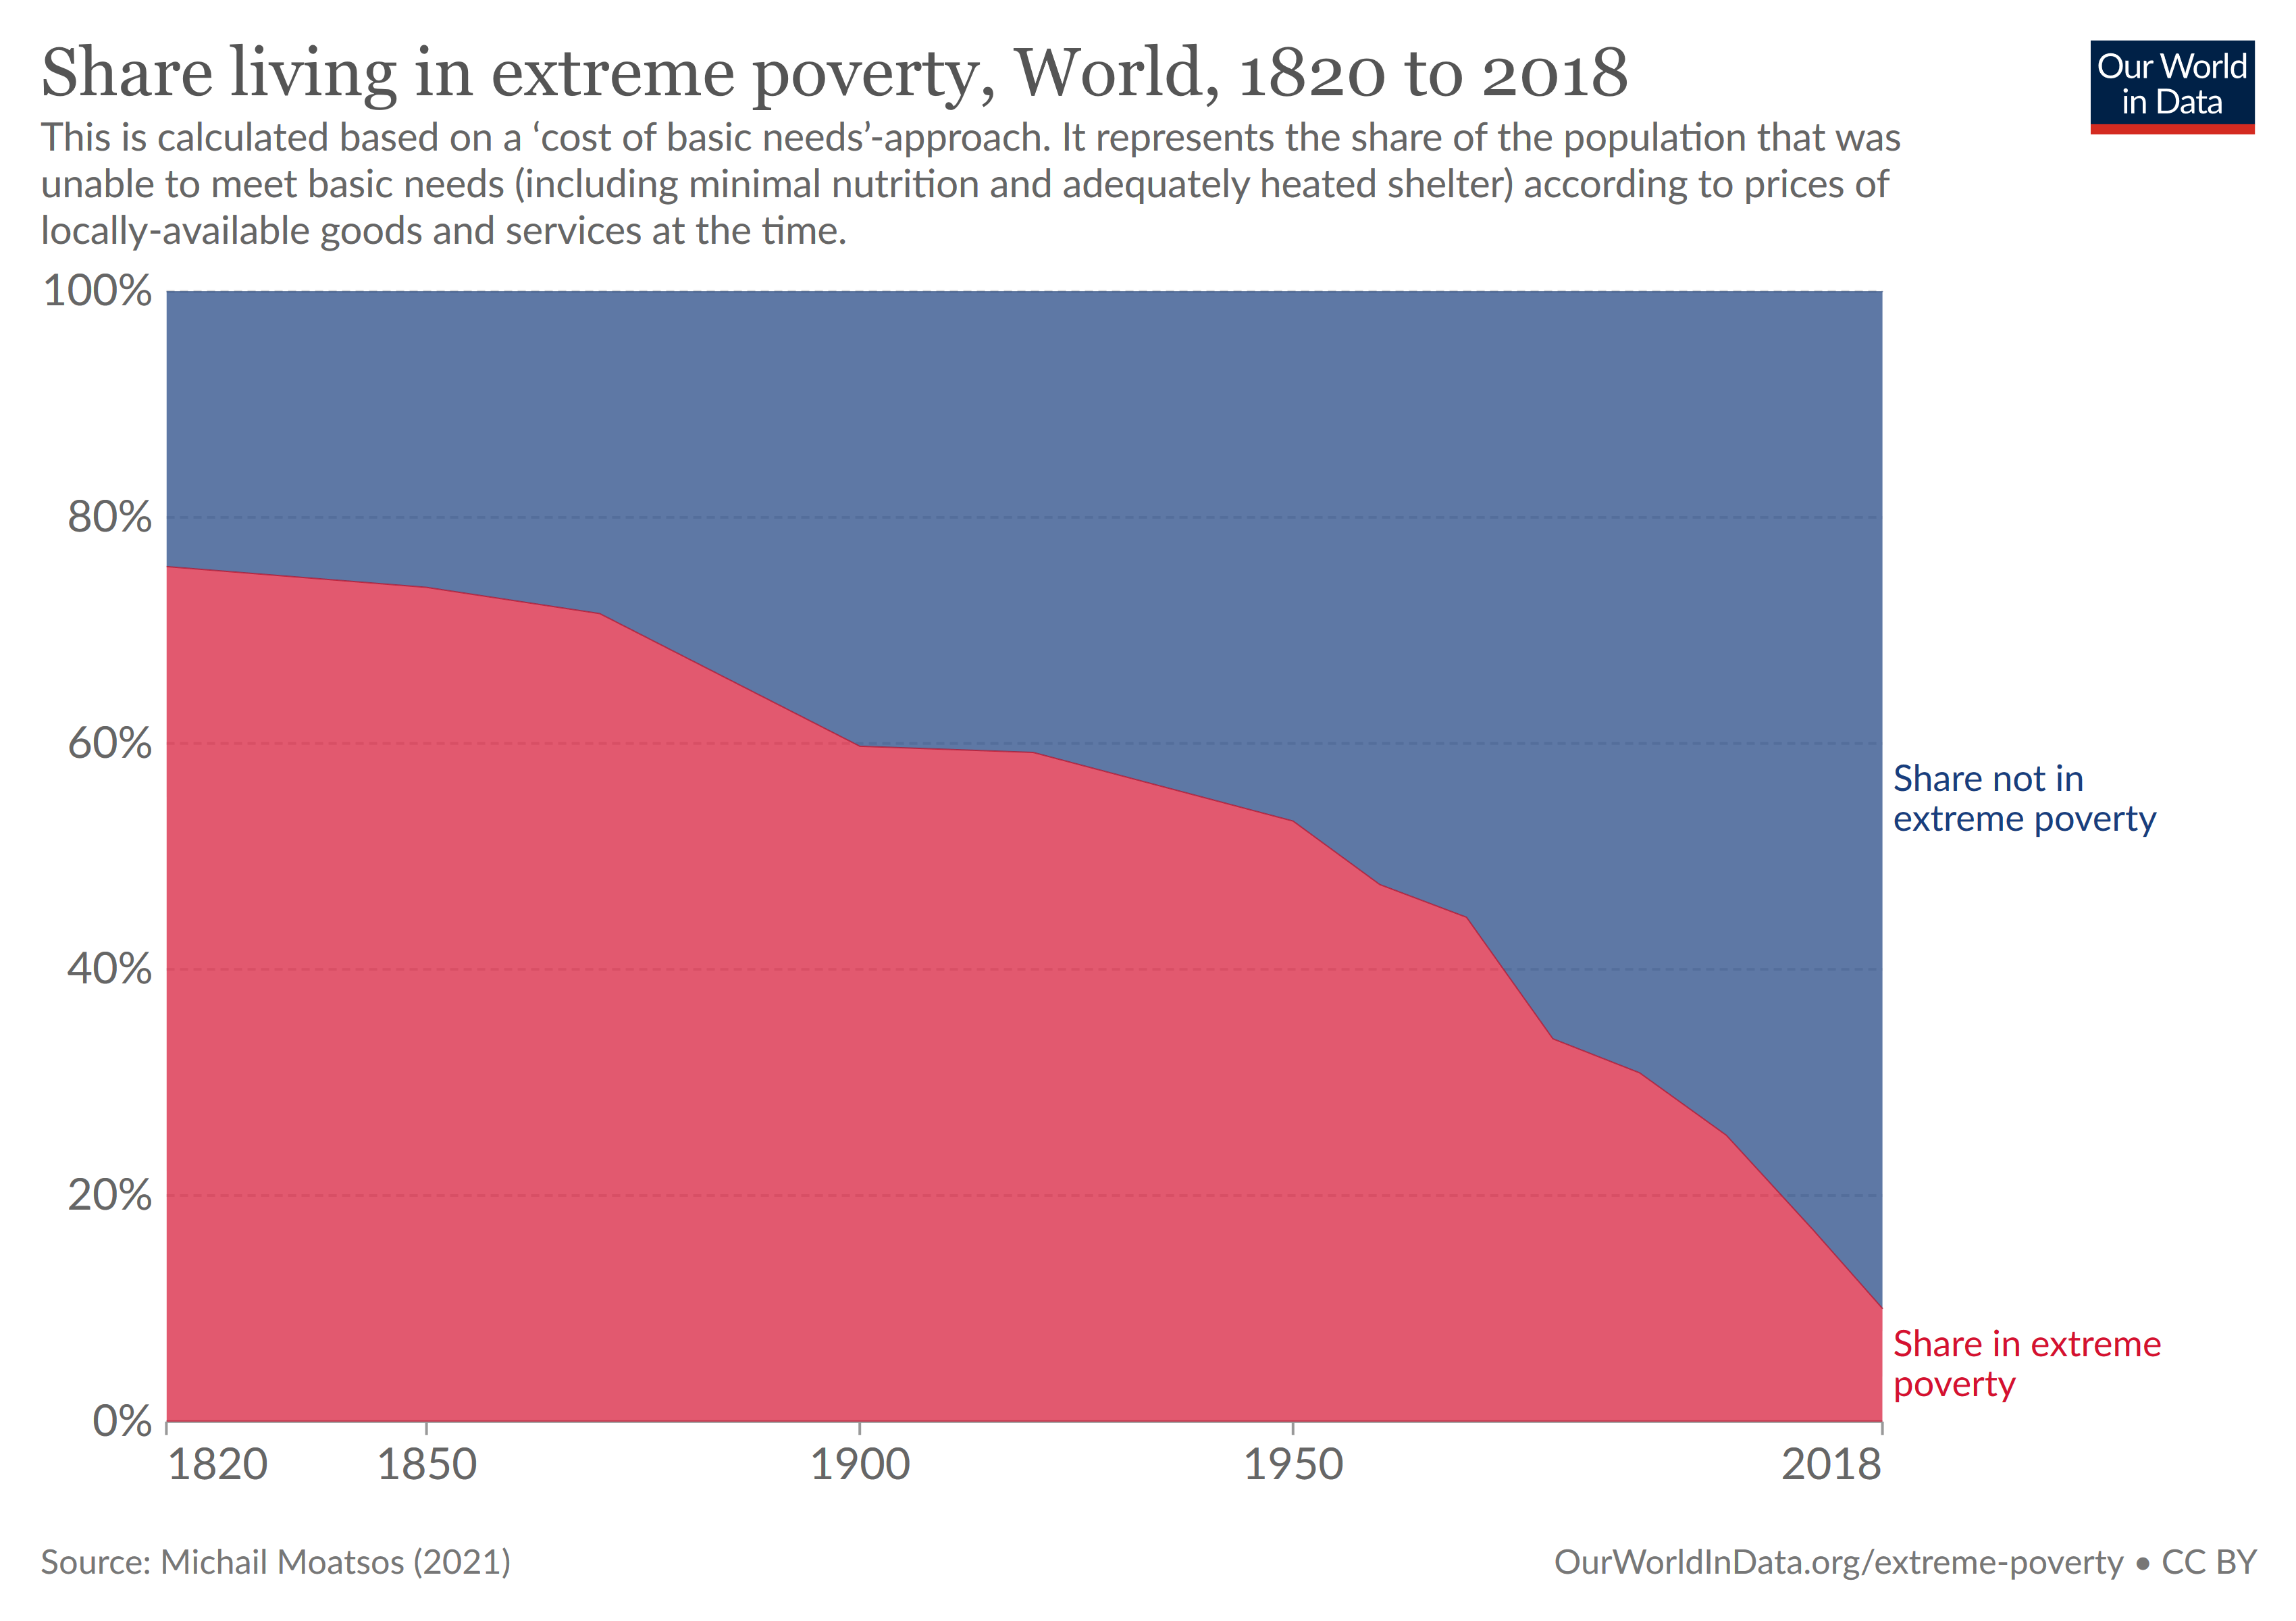 Share living in extreme poverty, World, 1820 to 2018
Our World
in Data
This is calculated based on a ‘cost of basic needs’-approach. It represents the share of the population that was
unable to meet basic needs (including minimal nutrition and adequately heated shelter) according to prices of
locally-available goods and services at the time.
100%
80%
60%
40%
20%
0%
Share not in
extreme poverty
Share in extreme
poverty
1820 1850 1900 1950 2018
Source: Michail Moatsos (2021)
OurWorldInData.org/extreme-poverty • CC BY